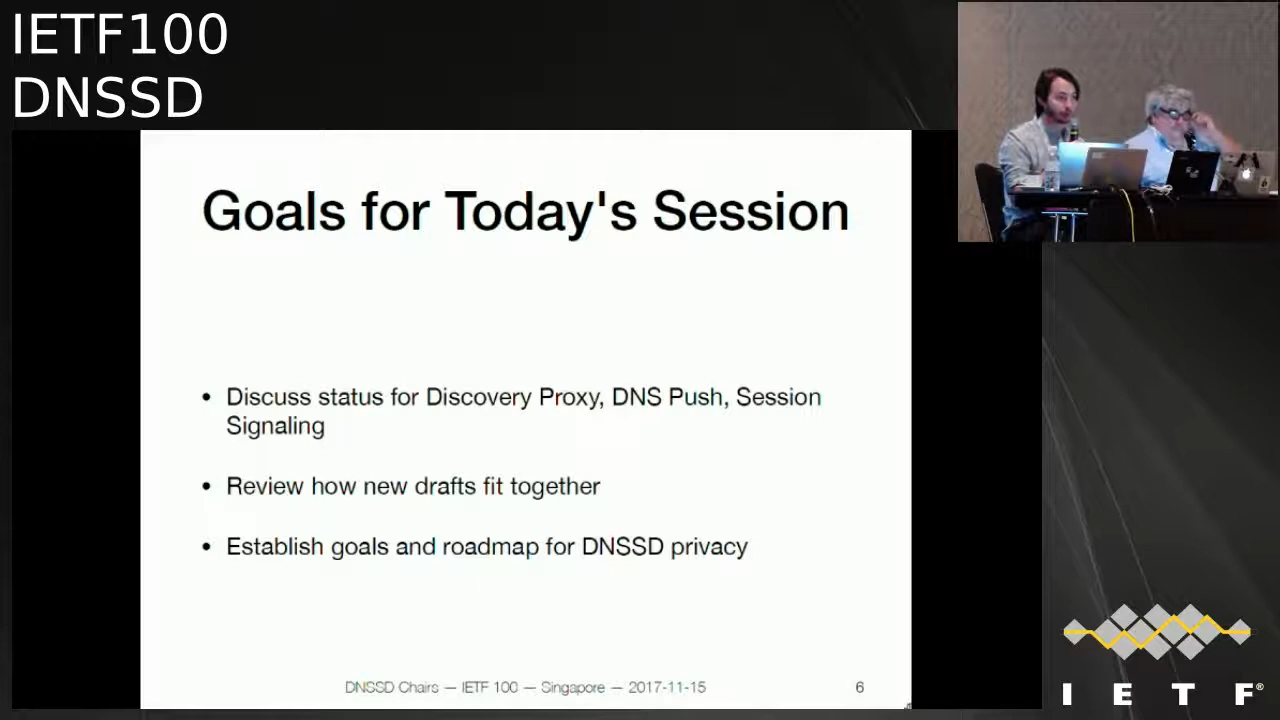 IETF100
DNSSD
Goals for Today's Session
• Discuss status for Discovery Proxy, DNS Push, Session
Signaling
• Review how new drafts fit together
• Establish goals and roadmap for DNSSD privacy
DNSSD Chairs — IETF 100 — Singapore — 2017-11-15
6
I E T F®